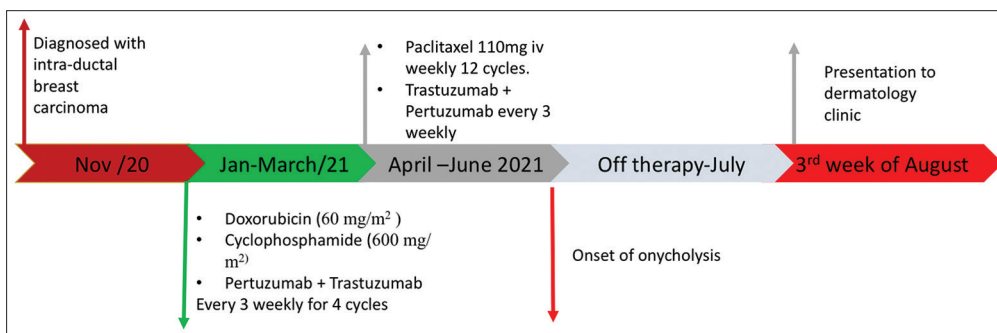 Diagnosed with
intra-ductal
breast
carcinoma
• Paclitaxel 110mg iv
weekly 12 cycles.
• Trastuzumab +
Pertuzumab every 3
weekly
Presentation to
dermatology
clinic
Nov /20
Jan-March/21
April –June 2021
Off therapy-July
3rd week of August
• Doxorubicin (60 mg/m² )
• Cyclophosphamide (600 mg/
m²⁾
• Pertuzumab + Trastuzumab
Every 3 weekly for 4 cycles
Onset of onycholysis